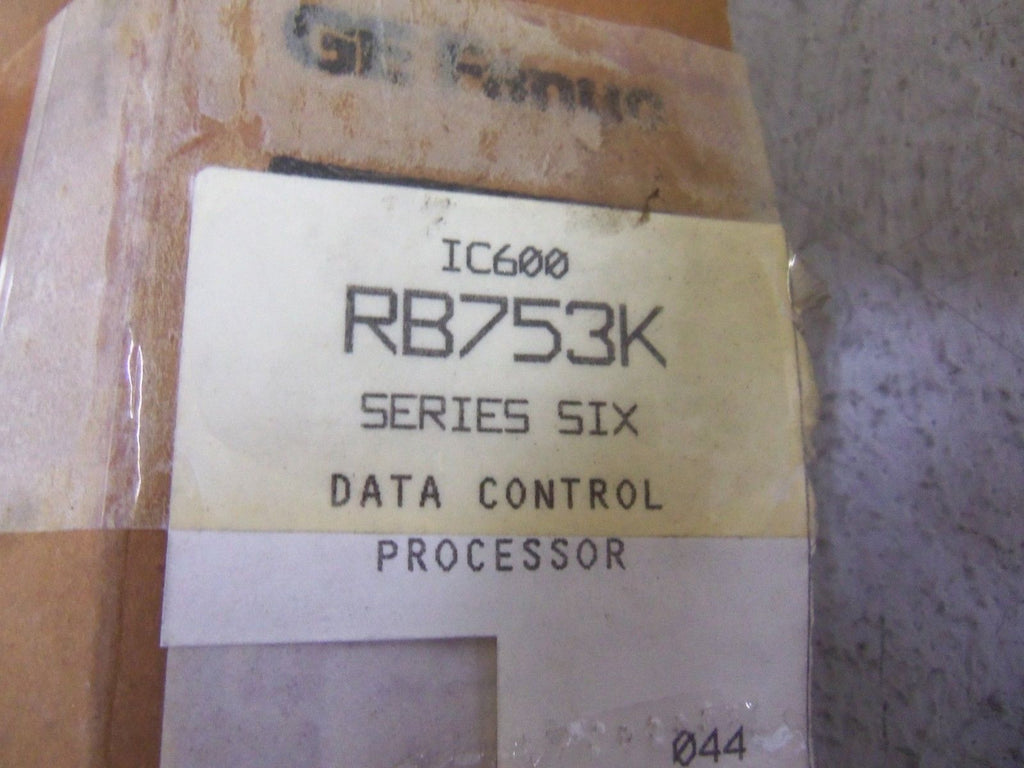 GE Fanuc
IC600
RB753K
SERIES SIX
DATA CONTROL
PROCESSOR
044